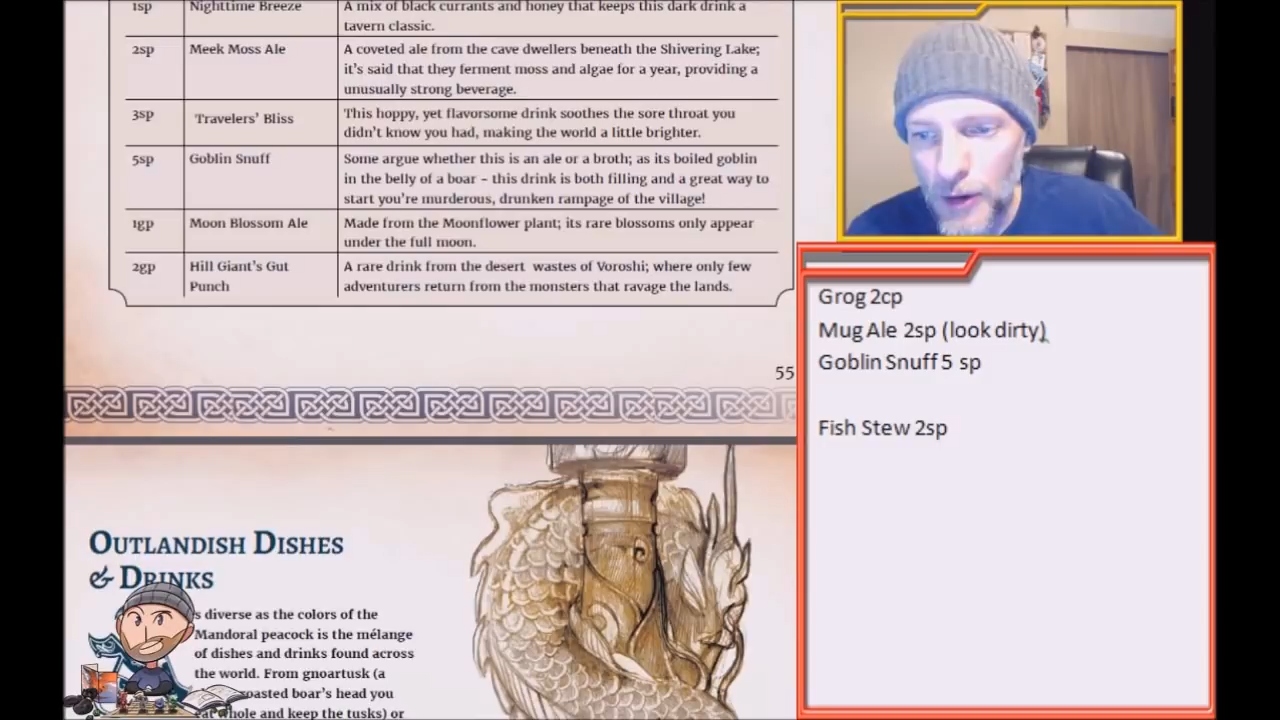 1sp Nighttime Breeze A mix of black currants and honey that keeps this dark drink a
tavern classic.
2sp Meek Moss Ale A coveted ale from the cave dwellers beneath the Shivering Lake;
it's said that they ferment moss and algae for a year, providing a
unusually strong beverage.
3sp Travelers' Bliss This hoppy, yet flavorsome drink soothes the sore throat you
didn't know you had, making the world a little brighter.
5sp Goblin Snuff Some argue whether this is an ale or a broth; as its boiled goblin
in the belly of a boar – this drink is both filling and a great way to
start you're murderous, drunken rampage of the village!
1gp Moon Blossom Ale Made from the Moonflower plant; its rare blossoms only appear
under the full moon.
2gp Hill Giant's Gut A rare drink from the desert wastes of Voroshi; where only few
Punch adventurers return from the monsters that ravage the lands.
55
Outlandish Dishes
& Drinks
s diverse as the colors of the
Mandoral peacock is the mélange
of dishes and drinks found across
the world. From gnoartusk (a
oasted boar's head you
whole and keep the tusks) or
Grog 2cp
Mug Ale 2sp (look dirty)
Goblin Snuff 5 sp
Fish Stew 2sp